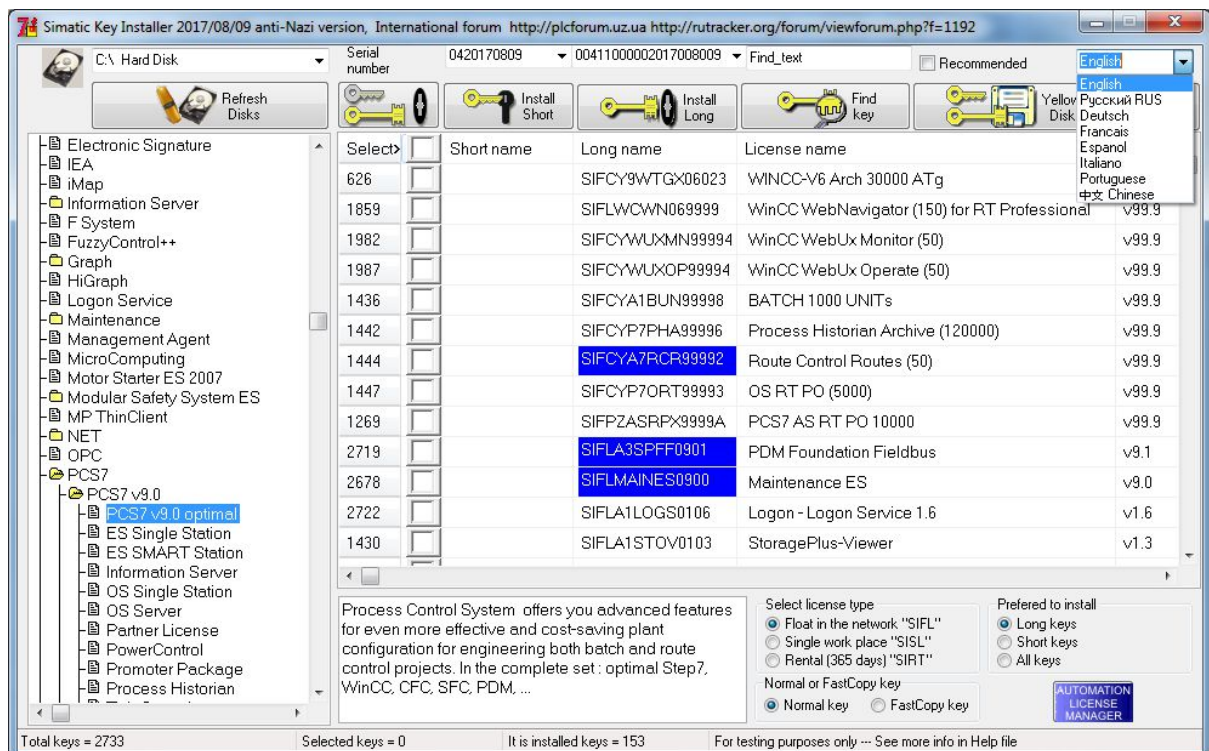 Simatic Key Installer 2017/08/09 anti-Nazi version, International forum http://plcforum.uz.ua http://rutracker.org/forum/viewforum.php?f=1192
C:\ Hard Disk
Serial number
0420170809
00411000002017008009
Find_text
Recommended
English
Refresh Disks
Install Short
Install Long
Find key
Yellow Disk
English
Русский RUS
Deutsch
Francais
Espanol
Italiano
Portuguese
中文 Chinese
Electronic Signature
IEA
iMap
Information Server
F System
FuzzyControl++
Graph
HiGraph
Logon Service
Maintenance
Management Agent
MicroComputing
Motor Starter ES 2007
Modular Safety System ES
MP ThinClient
NET
OPC
PCS7
PCS7 v9.0
PCS7 v9.0 optimal
ES Single Station
ES SMART Station
Information Server
OS Single Station
OS Server
Partner License
PowerControl
Promoter Package
Process Historian
Select> Short name Long name License name
626 SIFCY9WTGX06023 WINCC-V6 Arch 30000 ATg
1859 SIFLWCWN069999 WinCC WebNavigator (150) for RT Professional v99.9
1982 SIFCYWUXMN99994 WinCC WebUx Monitor (50) v99.9
1987 SIFCYWUXOP99994 WinCC WebUx Operate (50) v99.9
1436 SIFCYA1BUN99998 BATCH 1000 UNITs v99.9
1442 SIFCYP7PHA99996 Process Historian Archive (120000) v99.9
1444 SIFCYA7RCR99992 Route Control Routes (50) v99.9
1447 SIFCYP7ORT99993 OS RT PO (5000) v99.9
1269 SIFPZASRPX9999A PCS7 AS RT PO 10000 v99.9
2719 SIFLA3SPFF0901 PDM Foundation Fieldbus v9.1
2678 SIFLMAINES0900 Maintenance ES v9.0
2722 SIFLA1LOGS0106 Logon - Logon Service 1.6 v1.6
1430 SIFLA1STOV0103 StoragePlus-Viewer v1.3
Process Control System offers you advanced features
for even more effective and cost-saving plant
configuration for engineering both batch and route
control projects. In the complete set : optimal Step7,
WinCC, CFC, SFC, PDM, ...
Select license type
Float in the network "SIFL"
Single work place "SISL"
Rental (365 days) "SIRT"
Normal or FastCopy key
Normal key FastCopy key
Prefered to install
Long keys
Short keys
All keys
AUTOMATION
LICENSE
MANAGER
Total keys = 2733 Selected keys = 0 It is installed keys = 153 For testing purposes only --- See more info in Help file